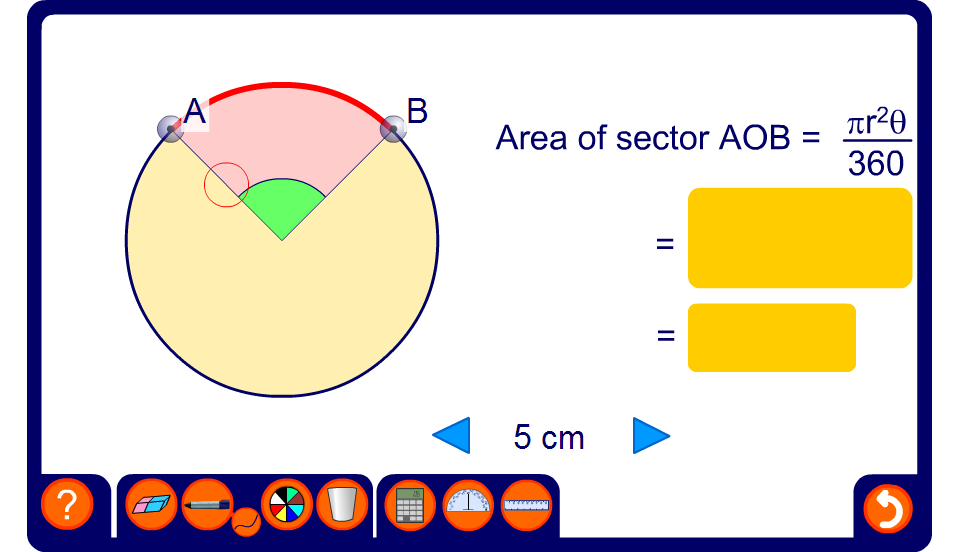 A
B
Area of sector AOB = πr²θ
360
=
=
5 cm
?